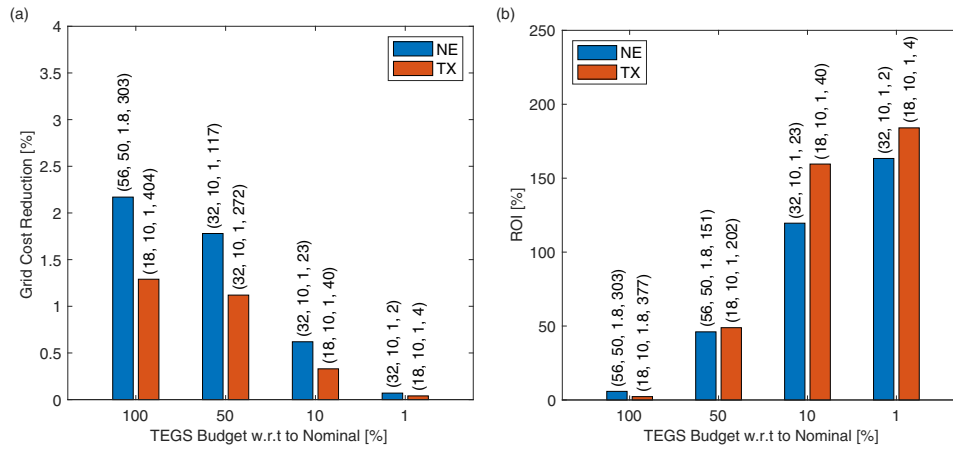 (a)
4
3.5
3
2.5
2
1.5
1
0.5
0
Grid Cost Reduction [%]
NE
TX
(56, 50, 1.8, 303)
(18, 10, 1, 404)
(32, 10, 1, 117)
(32, 10, 1, 272)
(32, 10, 1, 23)
(18, 10, 1, 40)
(32, 10, 1, 2)
(18, 10, 1, 4)
100 50 10 1
TEGS Budget w.r.t to Nominal [%]
(b)
250
200
150
100
50
0
ROI [%]
NE
TX
(56, 50, 1.8, 303)
(18, 10, 1.8, 377)
(56, 50, 1.8, 151)
(18, 10, 1, 202)
(32, 10, 1, 23)
(18, 10, 1, 40)
(32, 10, 1, 2)
(18, 10, 1, 4)
100 50 10 1
TEGS Budget w.r.t to Nominal [%]